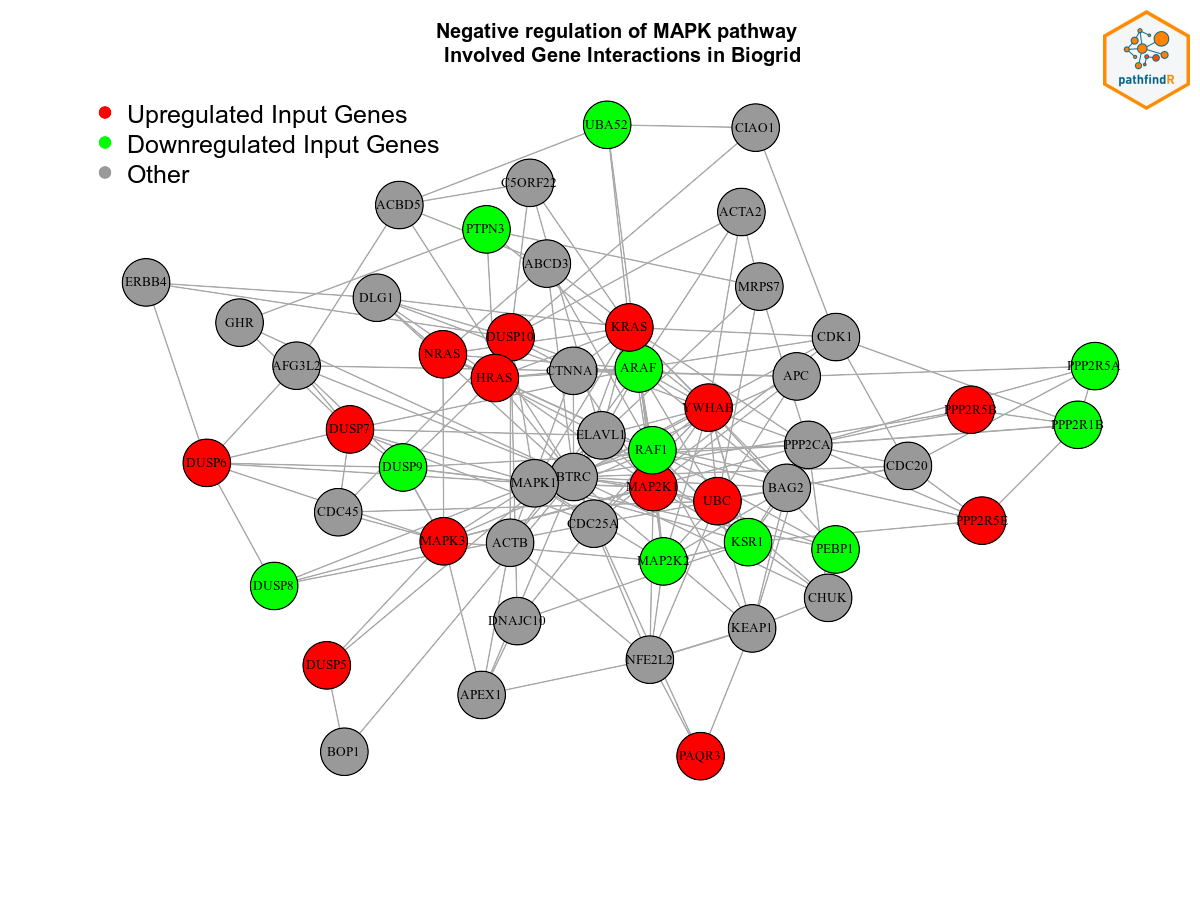 Negative regulation of MAPK pathway
Involved Gene Interactions in Biogrid
pathfindR
Upregulated Input Genes
Downregulated Input Genes
Other
UBA52
CIAO1
C5ORF22
ACBD5
ACTA2
PTPN3
ABCD3
ERBB4
MRPS7
DLG1
GHR
KRAS
DUSP10
CDK1
NRAS
AFG3L2
PPP2R5A
ARAF
CTNNA
HRAS
APC
YWHAB
PPP2R5B
PPP2R1B
DUSP7
ELAVL1
PPP2CA
RAF1
DUSP6
DUSP9
CDC20
BTRC
MAPK1
MAP2K1
BAG2
UBC
CDC45
PPP2R5E
CDC25A
MAPK3
ACTB
KSR1
PEBP1
MAP2K2
DUSP8
CHUK
DNAJC10
KEAP1
NFE2L2
DUSP5
APEX1
BOP1
PAQR3